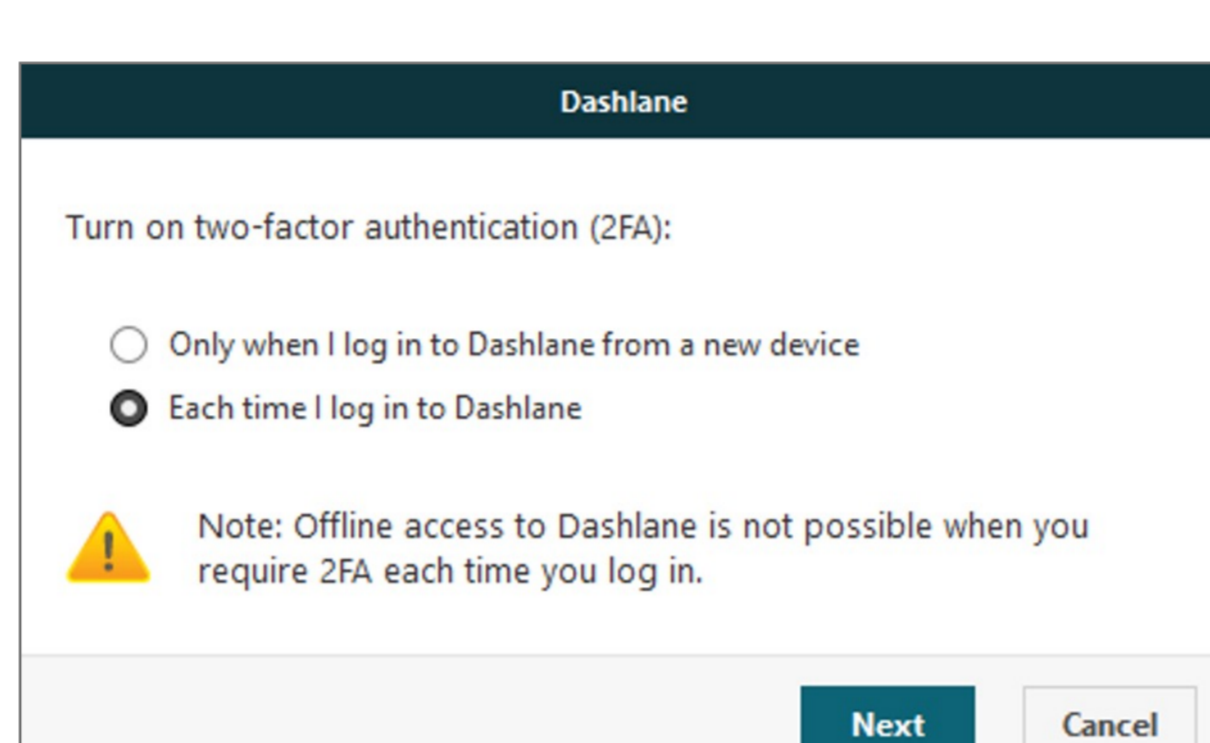 Dashlane
Turn on two-factor authentication (2FA):
Only when I log in to Dashlane from a new device
Each time I log in to Dashlane
Note: Offline access to Dashlane is not possible when you
require 2FA each time you log in.
Next
Cancel